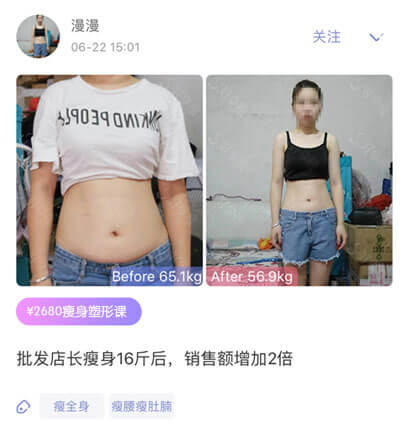 漫漫
06-22 15:01
关注
Before 65.1kg
After 56.9kg
¥2680瘦身塑形课
批发店长瘦身16斤后，销售额增加2倍
瘦全身
瘦腰瘦肚腩